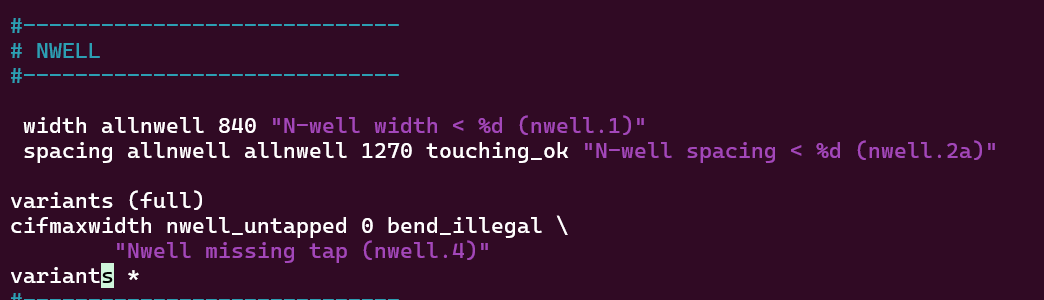 #-----------------------------
# NWELL
#-----------------------------
width allnwell 840 "N-well width < %d (nwell.1)"
spacing allnwell allnwell 1270 touching_ok "N-well spacing < %d (nwell.2a)"
variants (full)
cifmaxwidth nwell_untapped 0 bend_illegal \
"Nwell missing tap (nwell.4)"
variants *
#-----------------------------